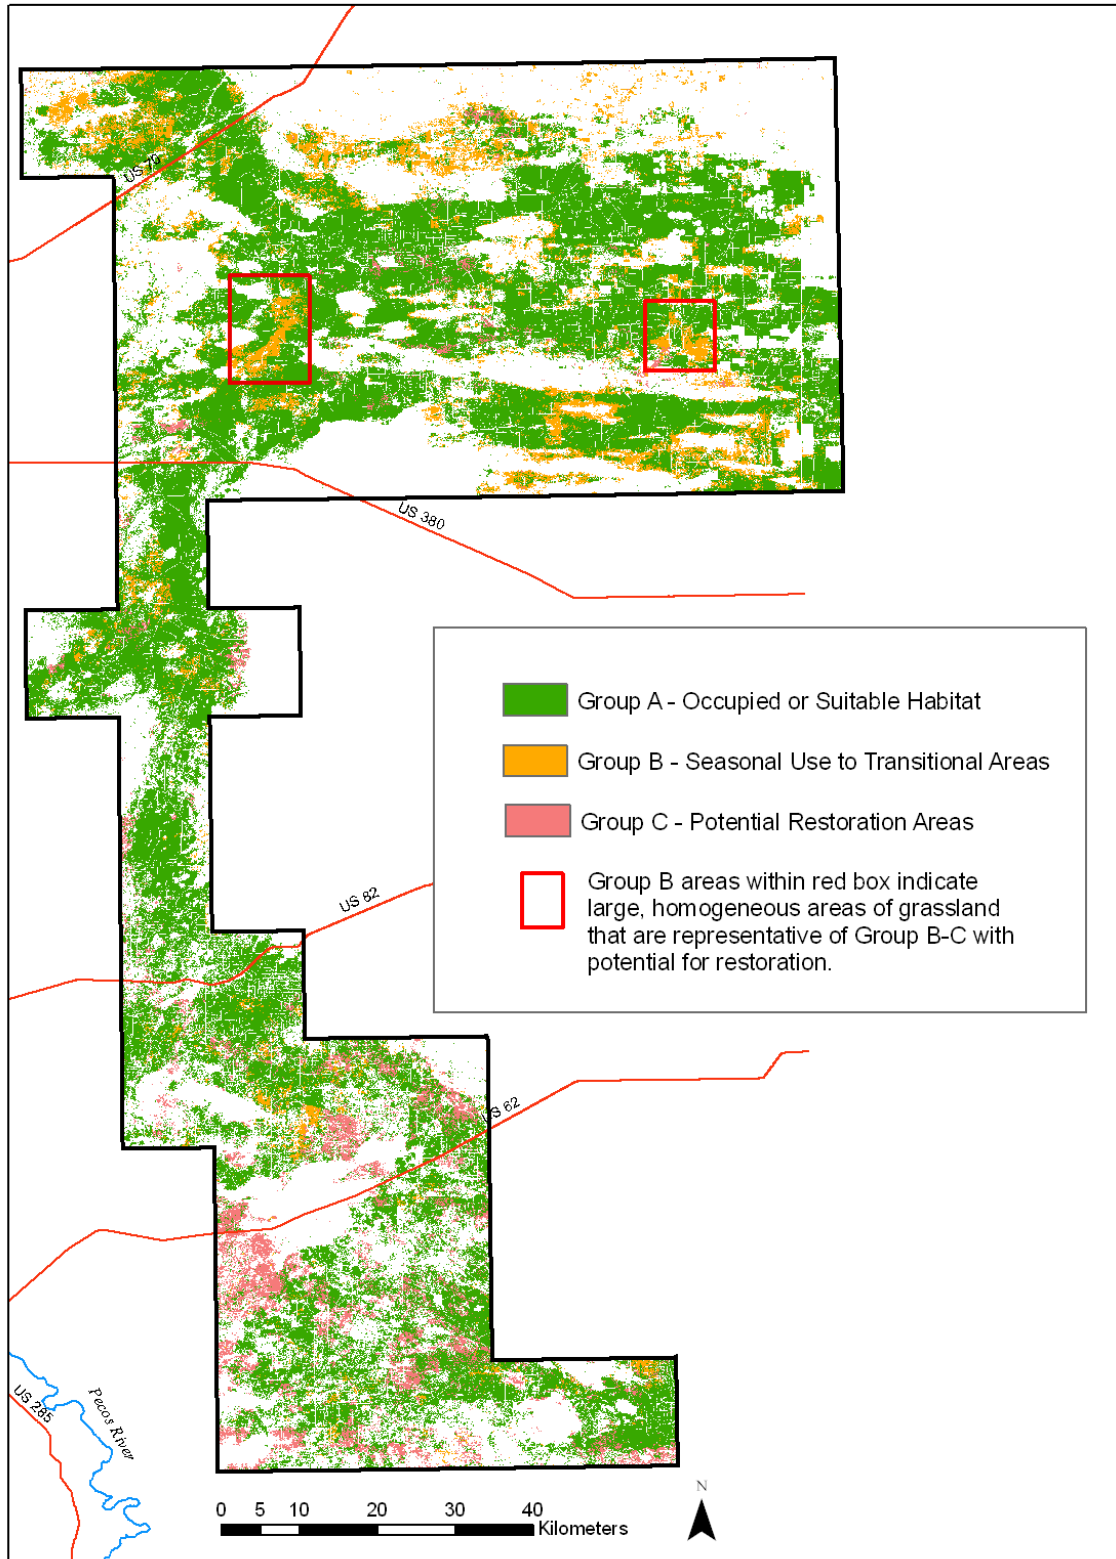 US 70
US 380
Group A - Occupied or Suitable Habitat
Group B - Seasonal Use to Transitional Areas
Group C - Potential Restoration Areas
Group B areas within red box indicate
large, homogeneous areas of grassland
that are representative of Group B-C with
potential for restoration.
US 82
US 62
US 285
Pecos River
0 5 10 20 30 40
Kilometers
N